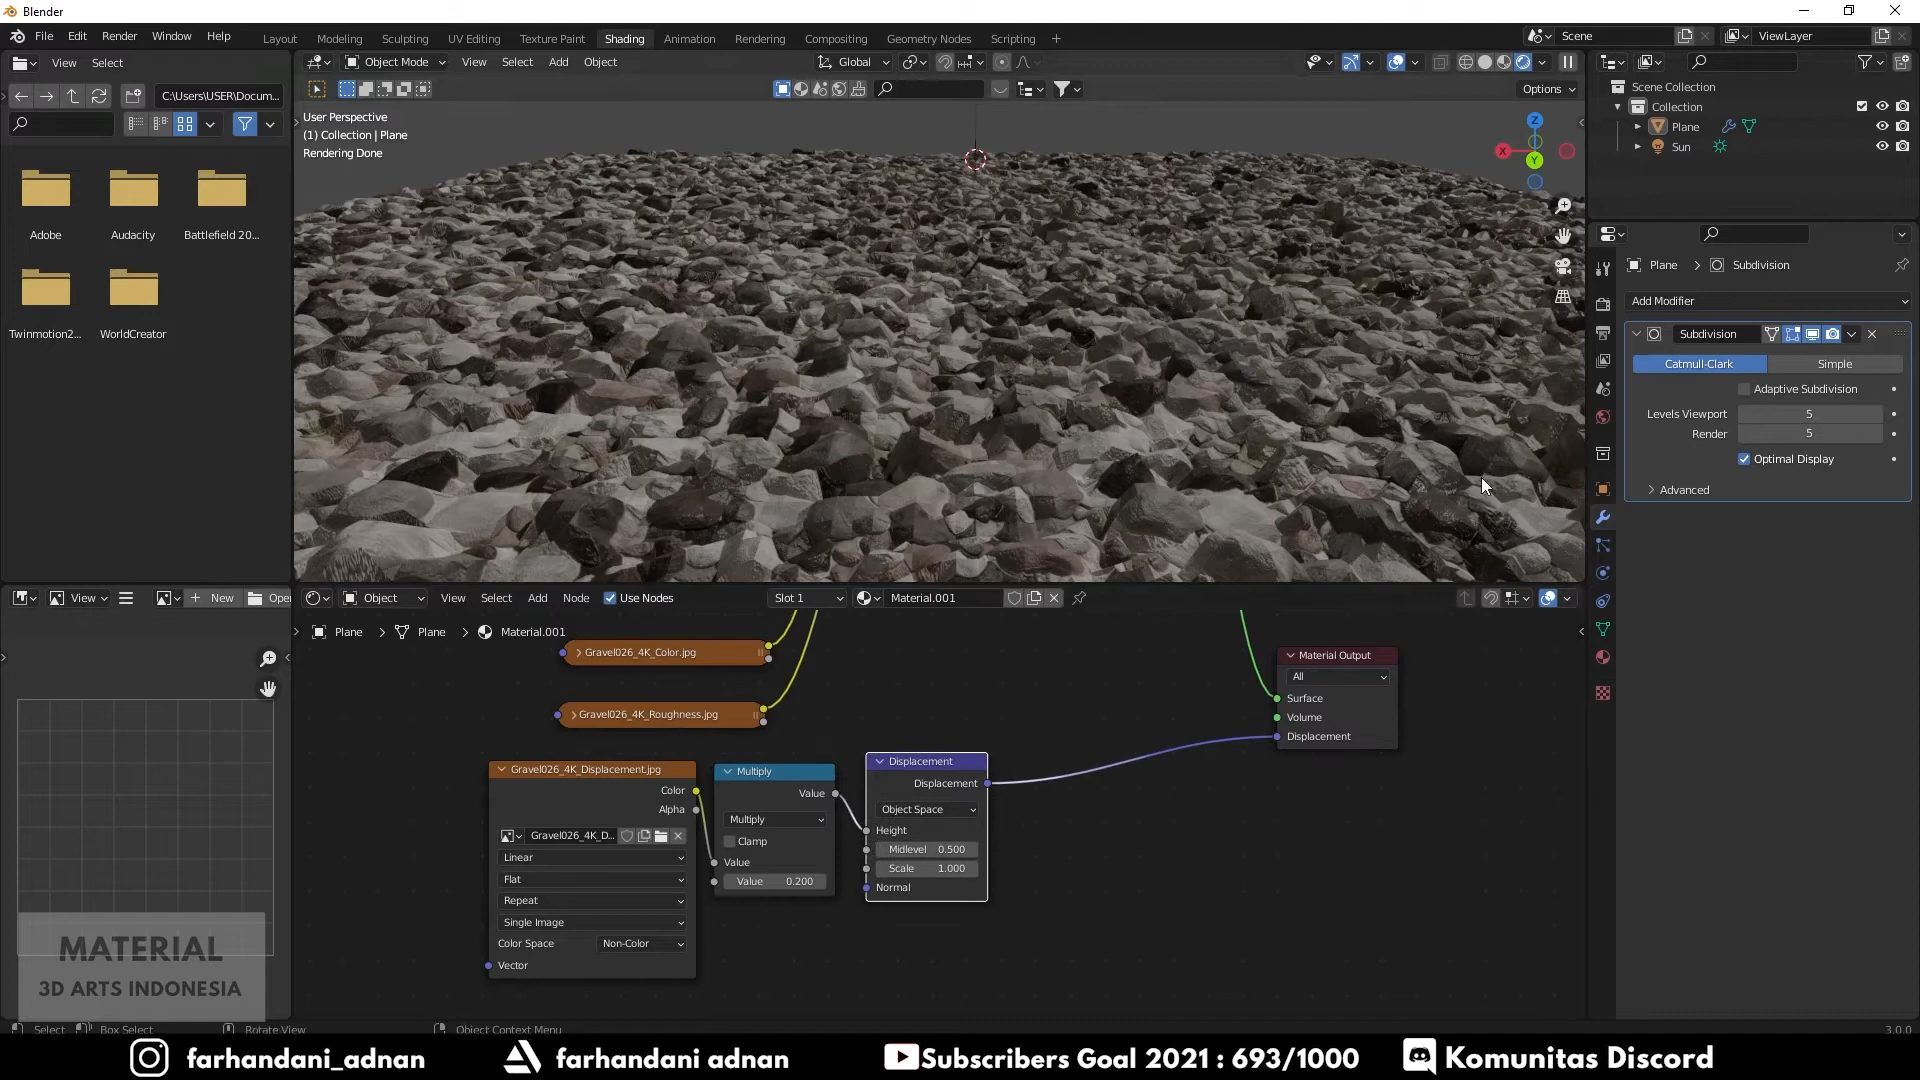 Blender
File Edit Render Window Help
Layout Modeling Sculpting UV Editing Texture Paint Shading Animation Rendering Compositing Geometry Nodes Scripting
Scene
ViewLayer
View Select
Object Mode View Select Add Object
Global
C:\Users\USER\Docum...
Options
User Perspective
(1) Collection | Plane
Rendering Done
Z
X
Y
Adobe
Audacity
Battlefield 20...
Twinmotion2...
WorldCreator
Scene Collection
Collection
Plane
Sun
Plane > Subdivision
Add Modifier
Subdivision
Catmull-Clark Simple
Adaptive Subdivision
Levels Viewport 5
Render 5
Optimal Display
Advanced
View New Oper
Object View Select Add Node Use Nodes Slot 1 Material.001
Plane > Plane > Material.001
Gravel026_4K_Color.jpg
Gravel026_4K_Roughness.jpg
Gravel026_4K_Displacement.jpg
Color
Alpha
Gravel026_4K_D...
Linear
Flat
Repeat
Single Image
Color Space Non-Color
Vector
Multiply
Value
Multiply
Clamp
Value
Value 0.200
Displacement
Displacement
Object Space
Height
Midlevel 0.500
Scale 1.000
Normal
Material Output
All
Surface
Volume
Displacement
MATERIAL
3D ARTS INDONESIA
Select Box Select Rotate View Object Context Menu 3.0.0
farhandani_adnan farhandani adnan Subscribers Goal 2021 : 693/1000 Komunitas Discord